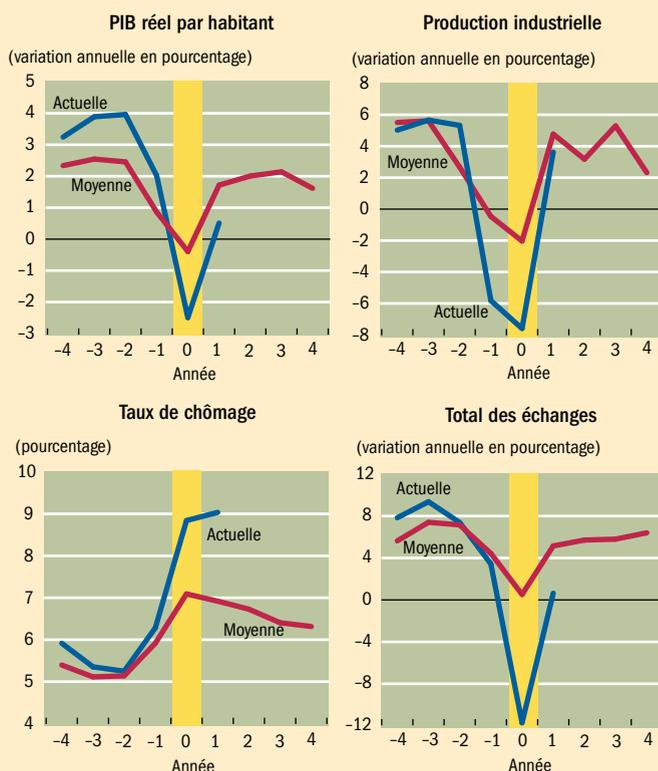 PIB réel par habitant
(variation annuelle en pourcentage)
5
4
3
2
1
0
–1
–2
–3
Actuelle
Moyenne
–4 –3 –2 –1 0 1 2 3 4
Année
Production industrielle
(variation annuelle en pourcentage)
8
6
4
2
0
–2
–4
–6
–8
Moyenne
Actuelle
–4 –3 –2 –1 0 1 2 3 4
Année
Taux de chômage
(pourcentage)
10
9
8
7
6
5
4
Actuelle
Moyenne
–4 –3 –2 –1 0 1 2 3 4
Année
Total des échanges
(variation annuelle en pourcentage)
12
8
4
0
–4
–8
–12
Actuelle
Moyenne
–4 –3 –2 –1 0 1 2 3 4
Année